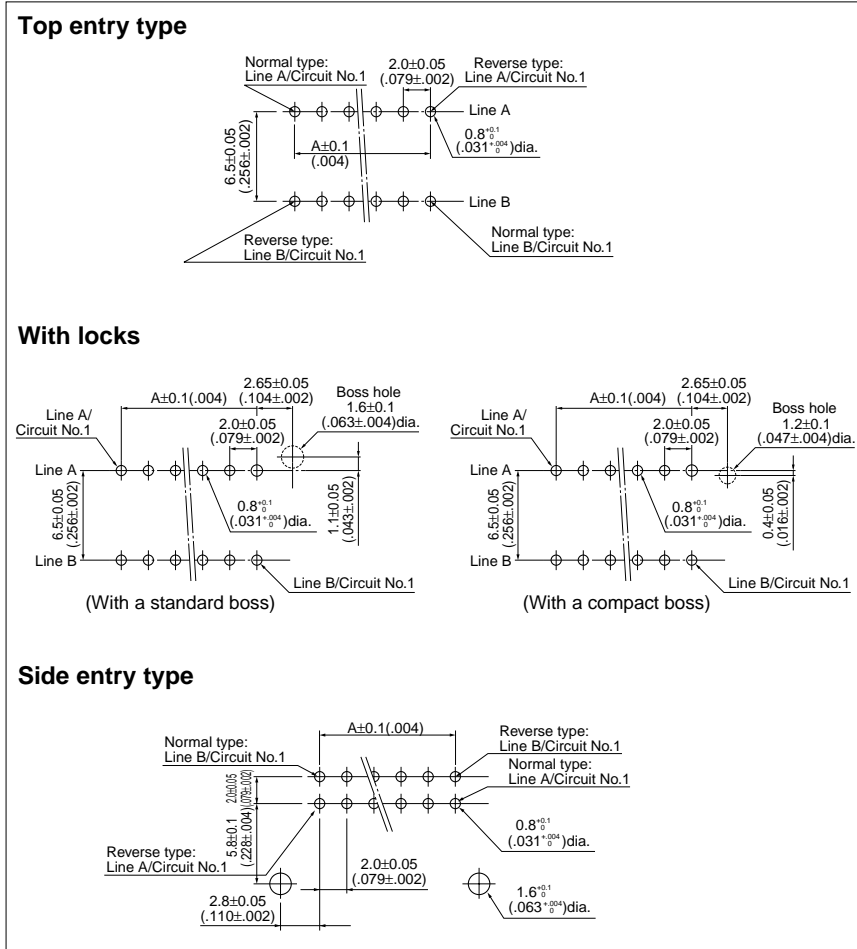 Top entry type
Normal type:
Line A/Circuit No.1
2.0±0.05
(.079±.002)
Reverse type:
Line A/Circuit No.1
Line A
6.5±0.05
(.256±.002)
A±0.1
(.004)
0.8+0.1 0
(.031+.004 0)dia.
Line B
Reverse type:
Line B/Circuit No.1
Normal type:
Line B/Circuit No.1
With locks
A±0.1(.004)
2.65±0.05
(.104±.002)
Line A/
Circuit No.1
2.0±0.05
(.079±.002)
Boss hole
1.6±0.1
(.063±.004)dia.
Line A
6.5±0.05
(.256±.002)
0.8+0.1 0
(.031+.004 0)dia.
1.1±0.05
(.043±.002)
Line B
Line B/Circuit No.1
(With a standard boss)
A±0.1(.004)
2.65±0.05
(.104±.002)
Line A/
Circuit No.1
2.0±0.05
(.079±.002)
Boss hole
1.2±0.1
(.047±.004)dia.
Line A
6.5±0.05
(.256±.002)
0.8+0.1 0
(.031+.004 0)dia.
0.4±0.05
(.016±.002)
Line B
Line B/Circuit No.1
(With a compact boss)
Side entry type
A±0.1(.004)
Normal type:
Line B/Circuit No.1
Reverse type:
Line B/Circuit No.1
Normal type:
Line A/Circuit No.1
2.0±0.05
(.079±.002)
5.8±0.1
(.228±.004)
0.8+0.1 0
(.031+.004 0)dia.
Reverse type:
Line A/Circuit No.1
2.0±0.05
(.079±.002)
2.8±0.05
(.110±.002)
1.6+0.1 0
(.063+.004 0)dia.